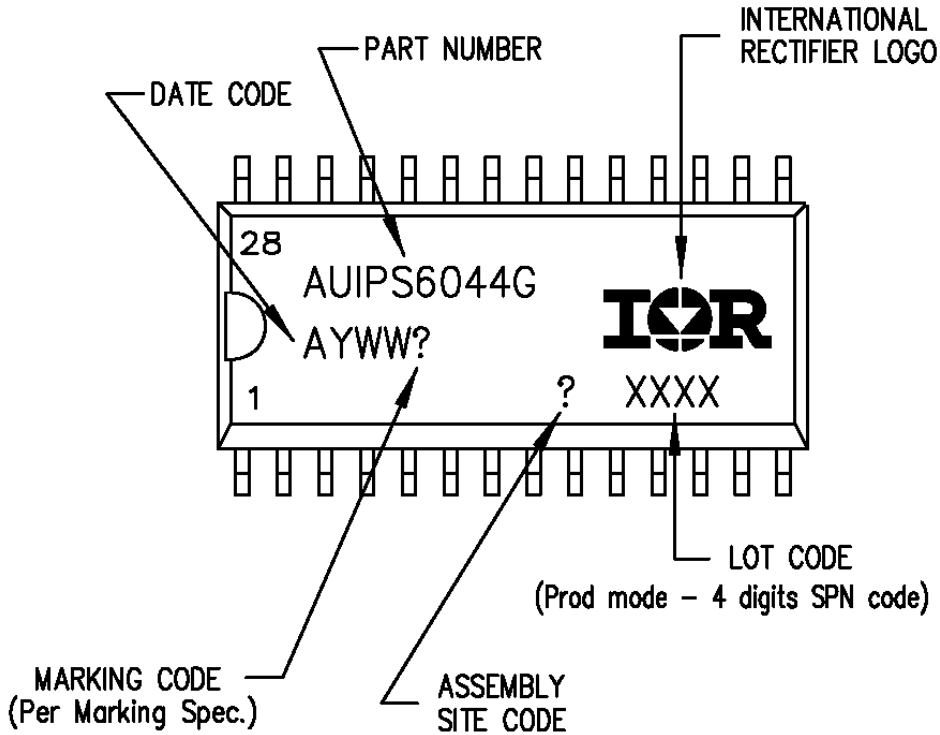 INTERNATIONAL
RECTIFIER LOGO
PART NUMBER
DATE CODE
28
AUIPS6044G
IOR
AYWW?
1
?
XXXX
LOT CODE
(Prod mode - 4 digits SPN code)
MARKING CODE
(Per Marking Spec.)
ASSEMBLY
SITE CODE